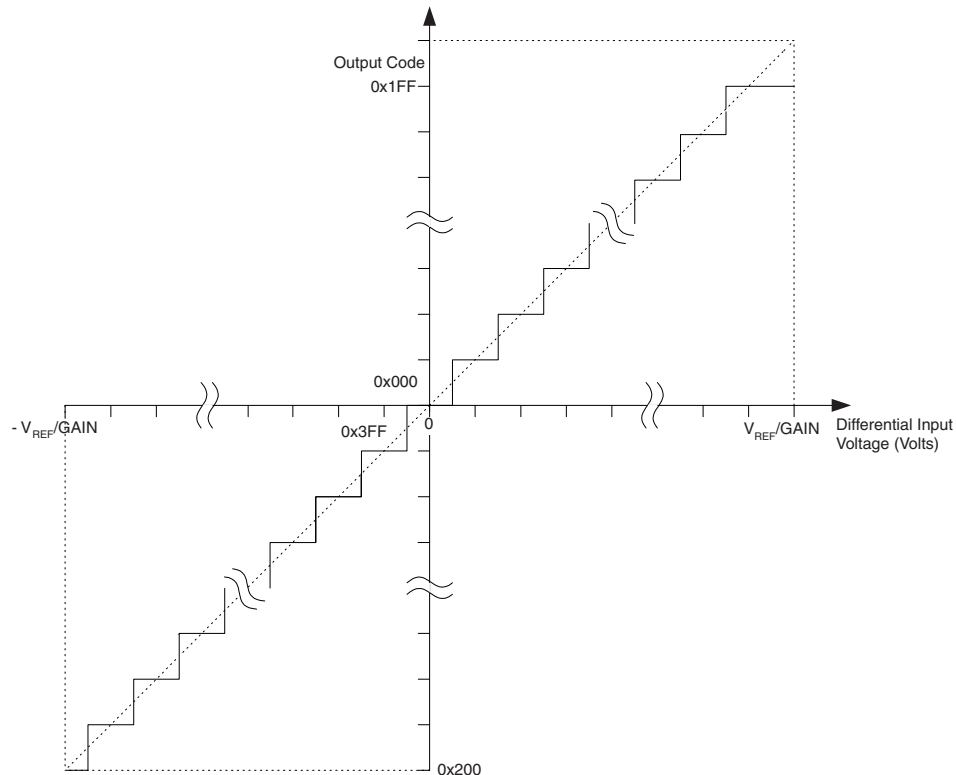 Output Code
0x1FF
0x000
- VREF/GAIN
0x3FF
0
VREF/GAIN
Differential Input
Voltage (Volts)
0x200